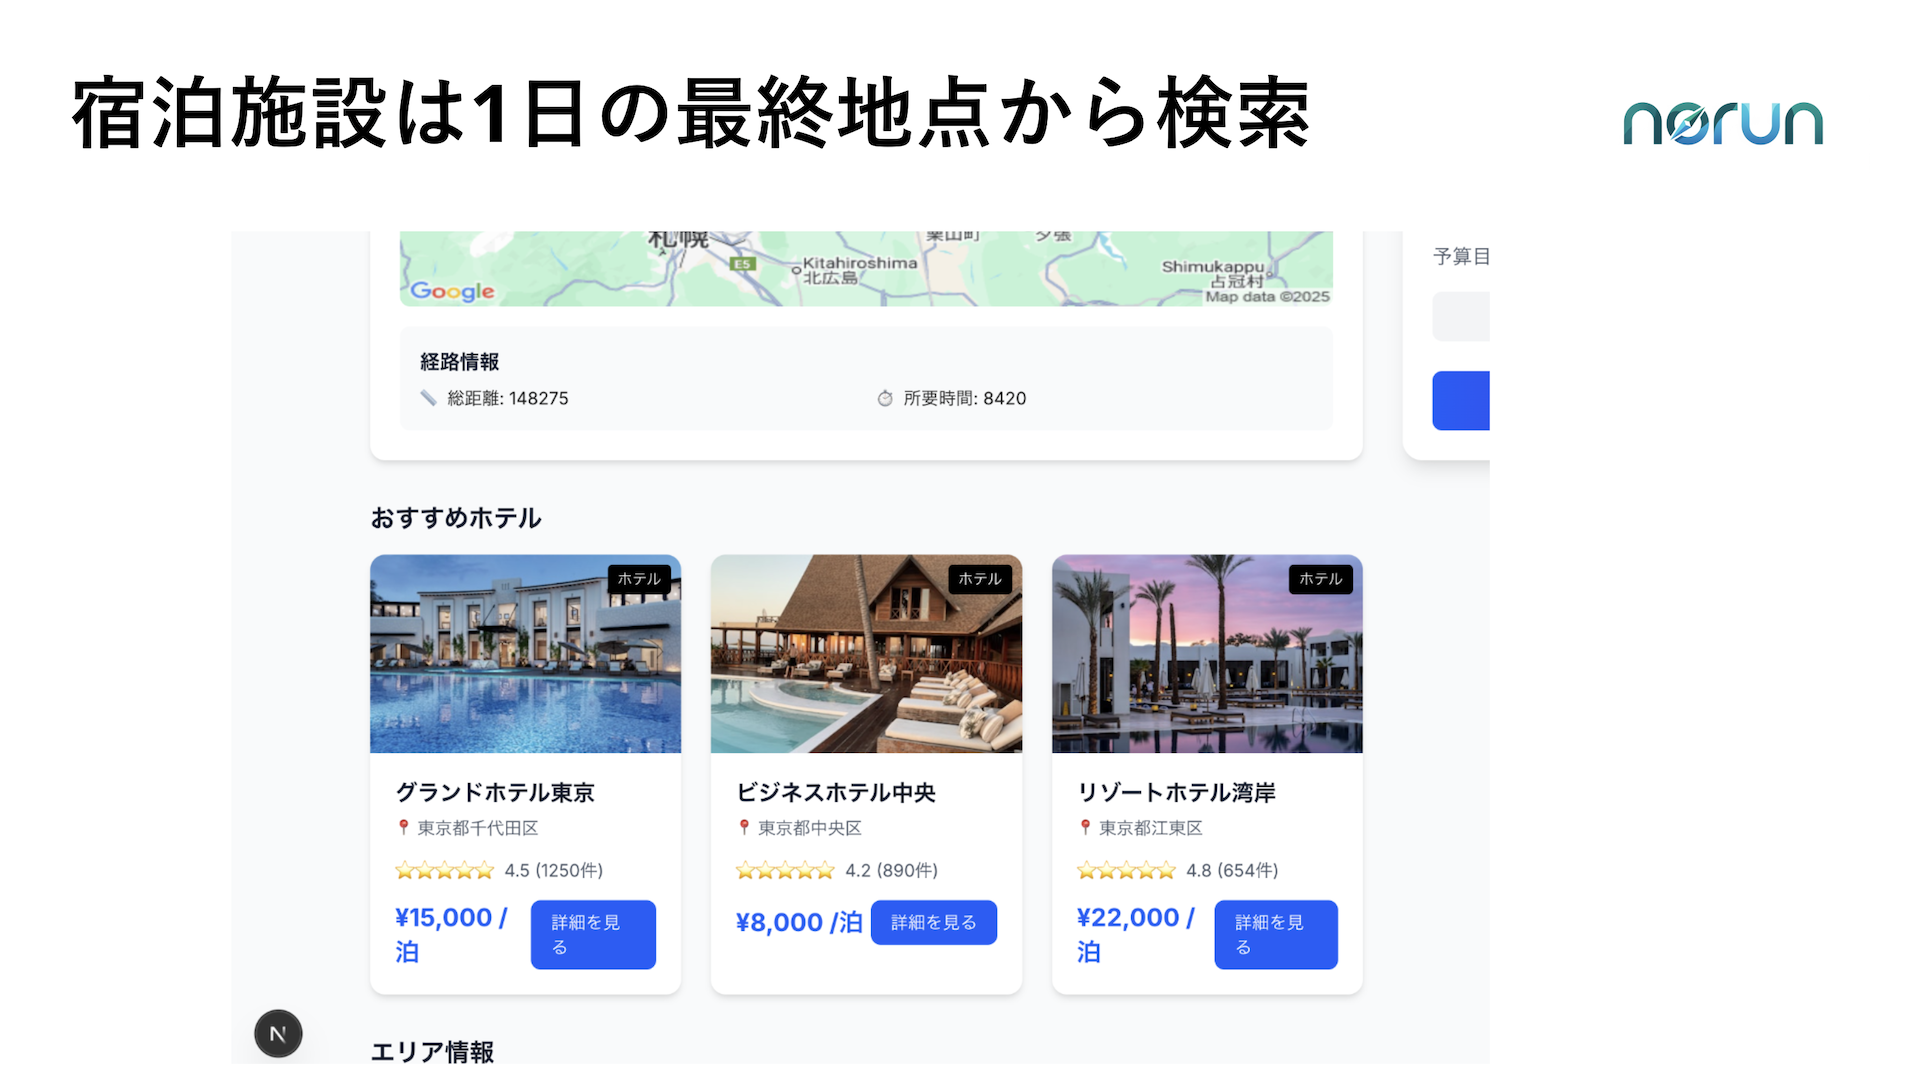 宿泊施設は1日の最終地点から検索
norun
札幌
栗山町
夕張
E5
Kitahiroshima
北広島
Shimukappu
占冠村
Google
Map data ©2025
予算目
経路情報
総距離: 148275
所要時間: 8420
おすすめホテル
ホテル
ホテル
ホテル
グランドホテル東京
東京都千代田区
4.5 (1250件)
¥15,000 /
泊
詳細を見
る
ビジネスホテル中央
東京都中央区
4.2 (890件)
¥8,000 /泊
詳細を見る
リゾートホテル湾岸
東京都江東区
4.8 (654件)
¥22,000 /
泊
詳細を見
る
N
エリア情報